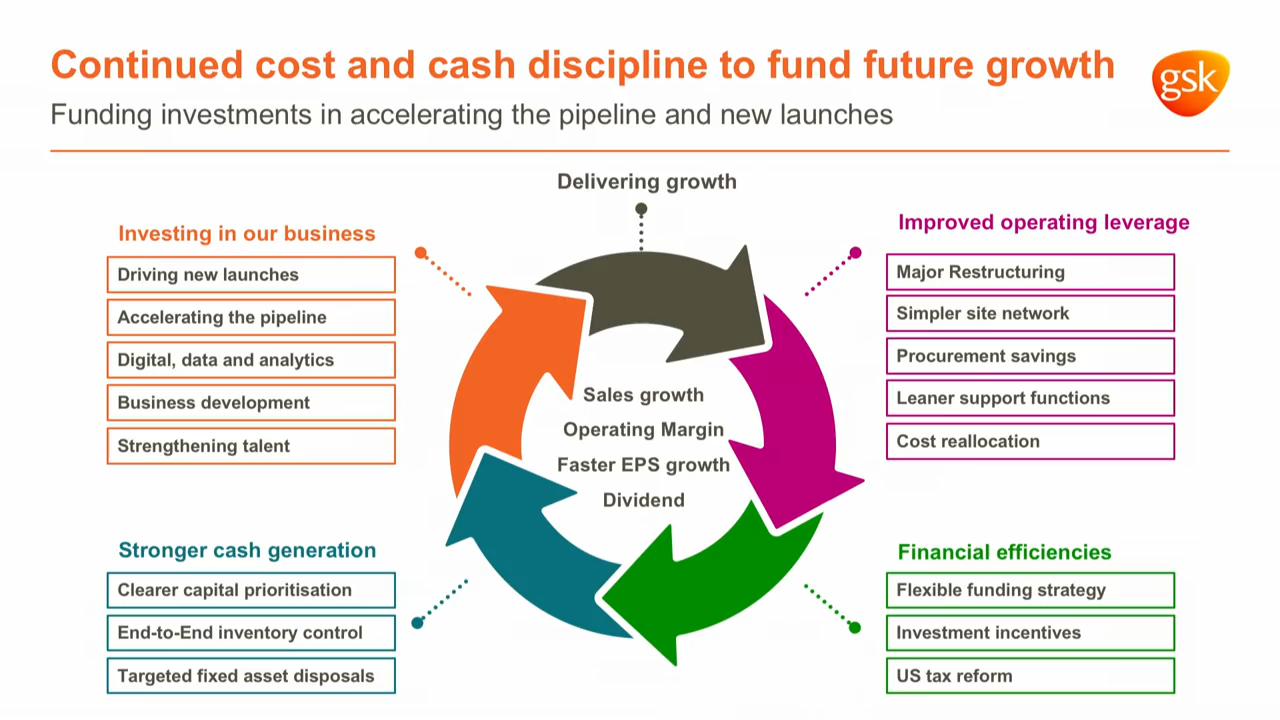 Continued cost and cash discipline to fund future growth
gsk
Funding investments in accelerating the pipeline and new launches
Delivering growth
Investing in our business
Driving new launches
Accelerating the pipeline
Digital, data and analytics
Business development
Strengthening talent
Improved operating leverage
Major Restructuring
Simpler site network
Procurement savings
Leaner support functions
Cost reallocation
Sales growth
Operating Margin
Faster EPS growth
Dividend
Stronger cash generation
Clearer capital prioritisation
End-to-End inventory control
Targeted fixed asset disposals
Financial efficiencies
Flexible funding strategy
Investment incentives
US tax reform